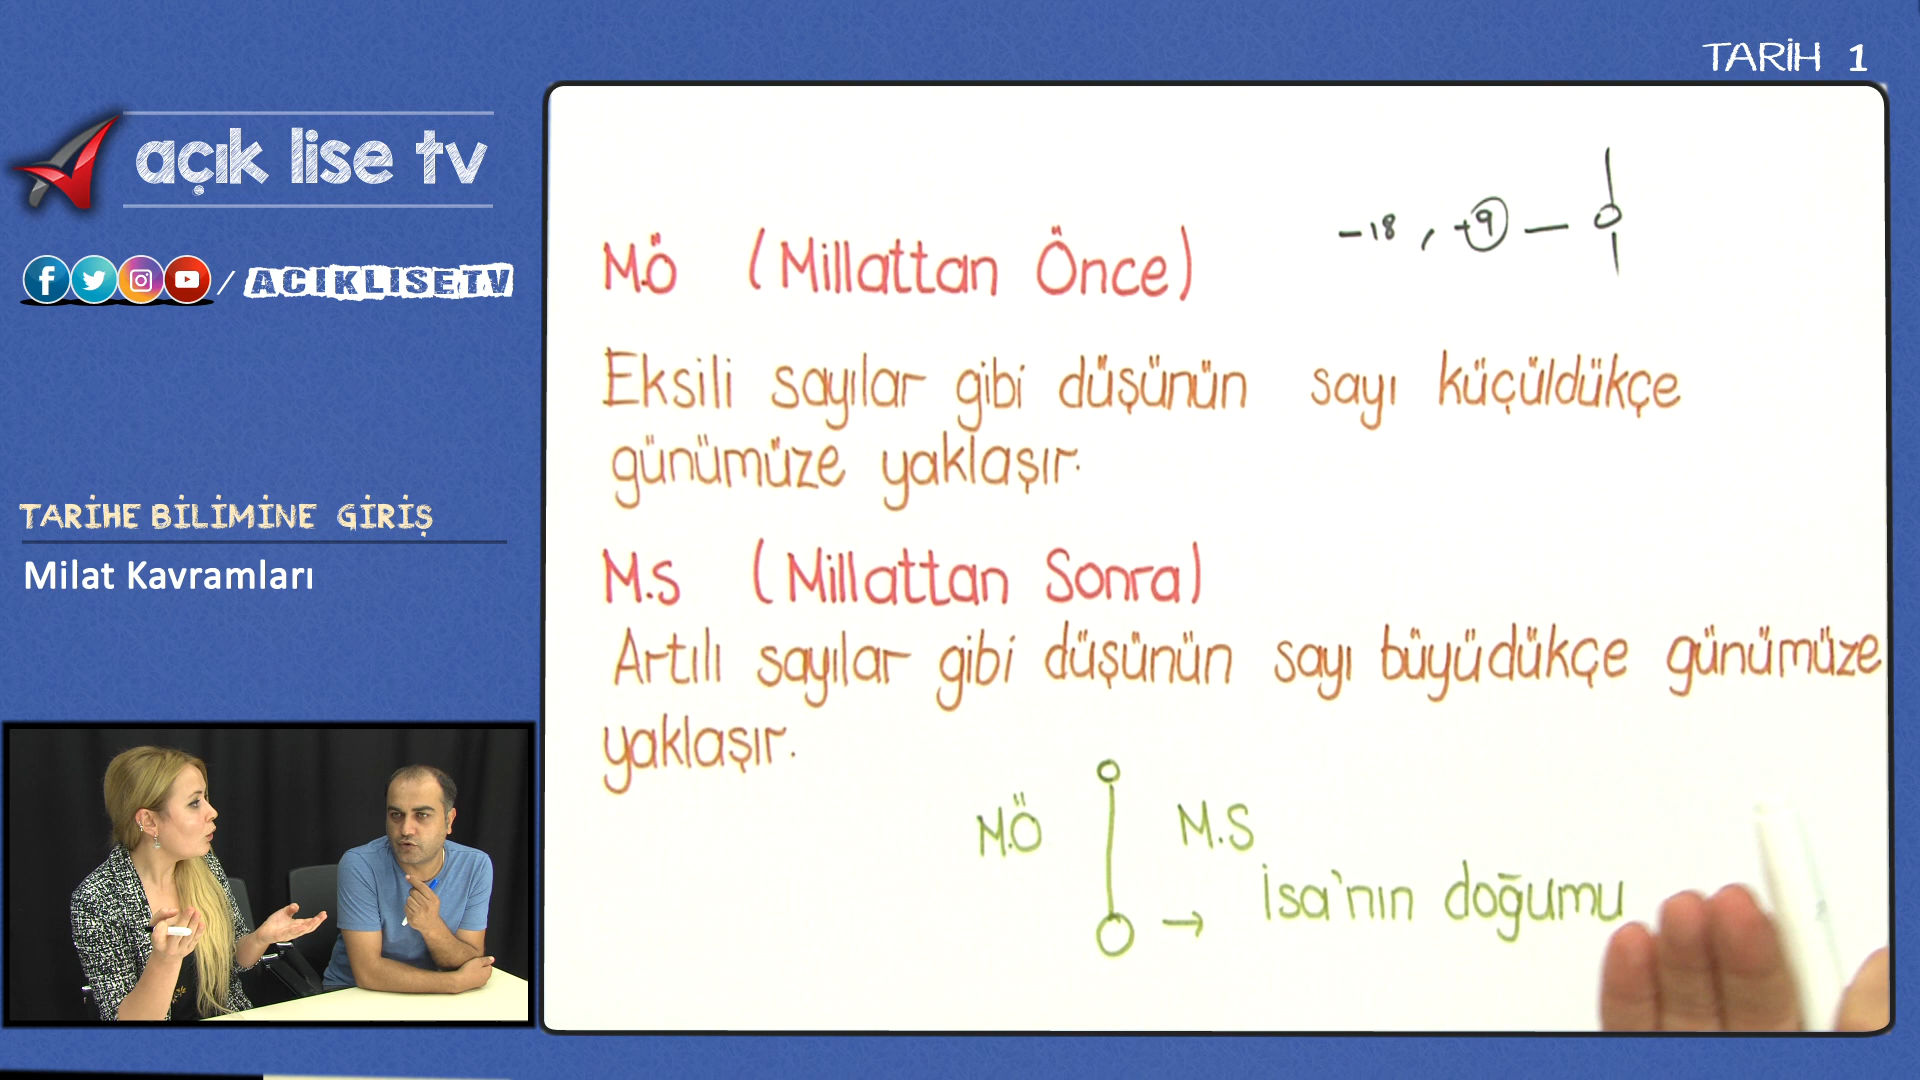 TARİH 1
açık lise tv
/ ACIKLISETV
TARİHE BİLİMİNE GİRİŞ
Milat Kavramları
-18, +9 — 0
M.Ö (Millattan Önce)
Eksili sayılar gibi düşünün sayı küçüldükçe
günümüze yaklaşır.
M.S (Millattan Sonra)
Artılı sayılar gibi düşünün sayı büyüdükçe günümüze
yaklaşır.
M.Ö M.S
→ İsa'nın doğumu